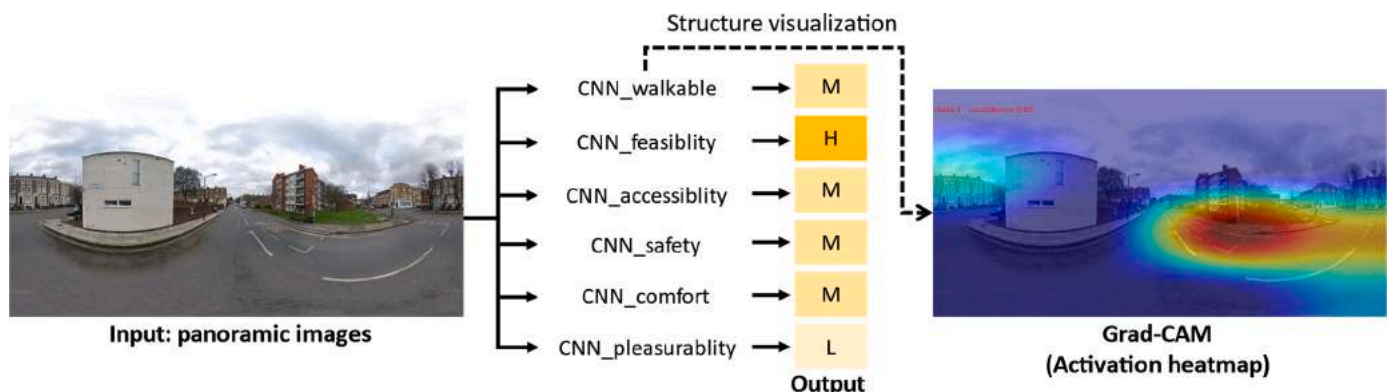 Structure visualization
CNN_walkable
M
CNN_feasiblity
H
CNN_accessiblity
M
CNN_safety
M
CNN_comfort
M
CNN_pleasurablity
L
Input: panoramic images
Output
Grad-CAM
(Activation heatmap)